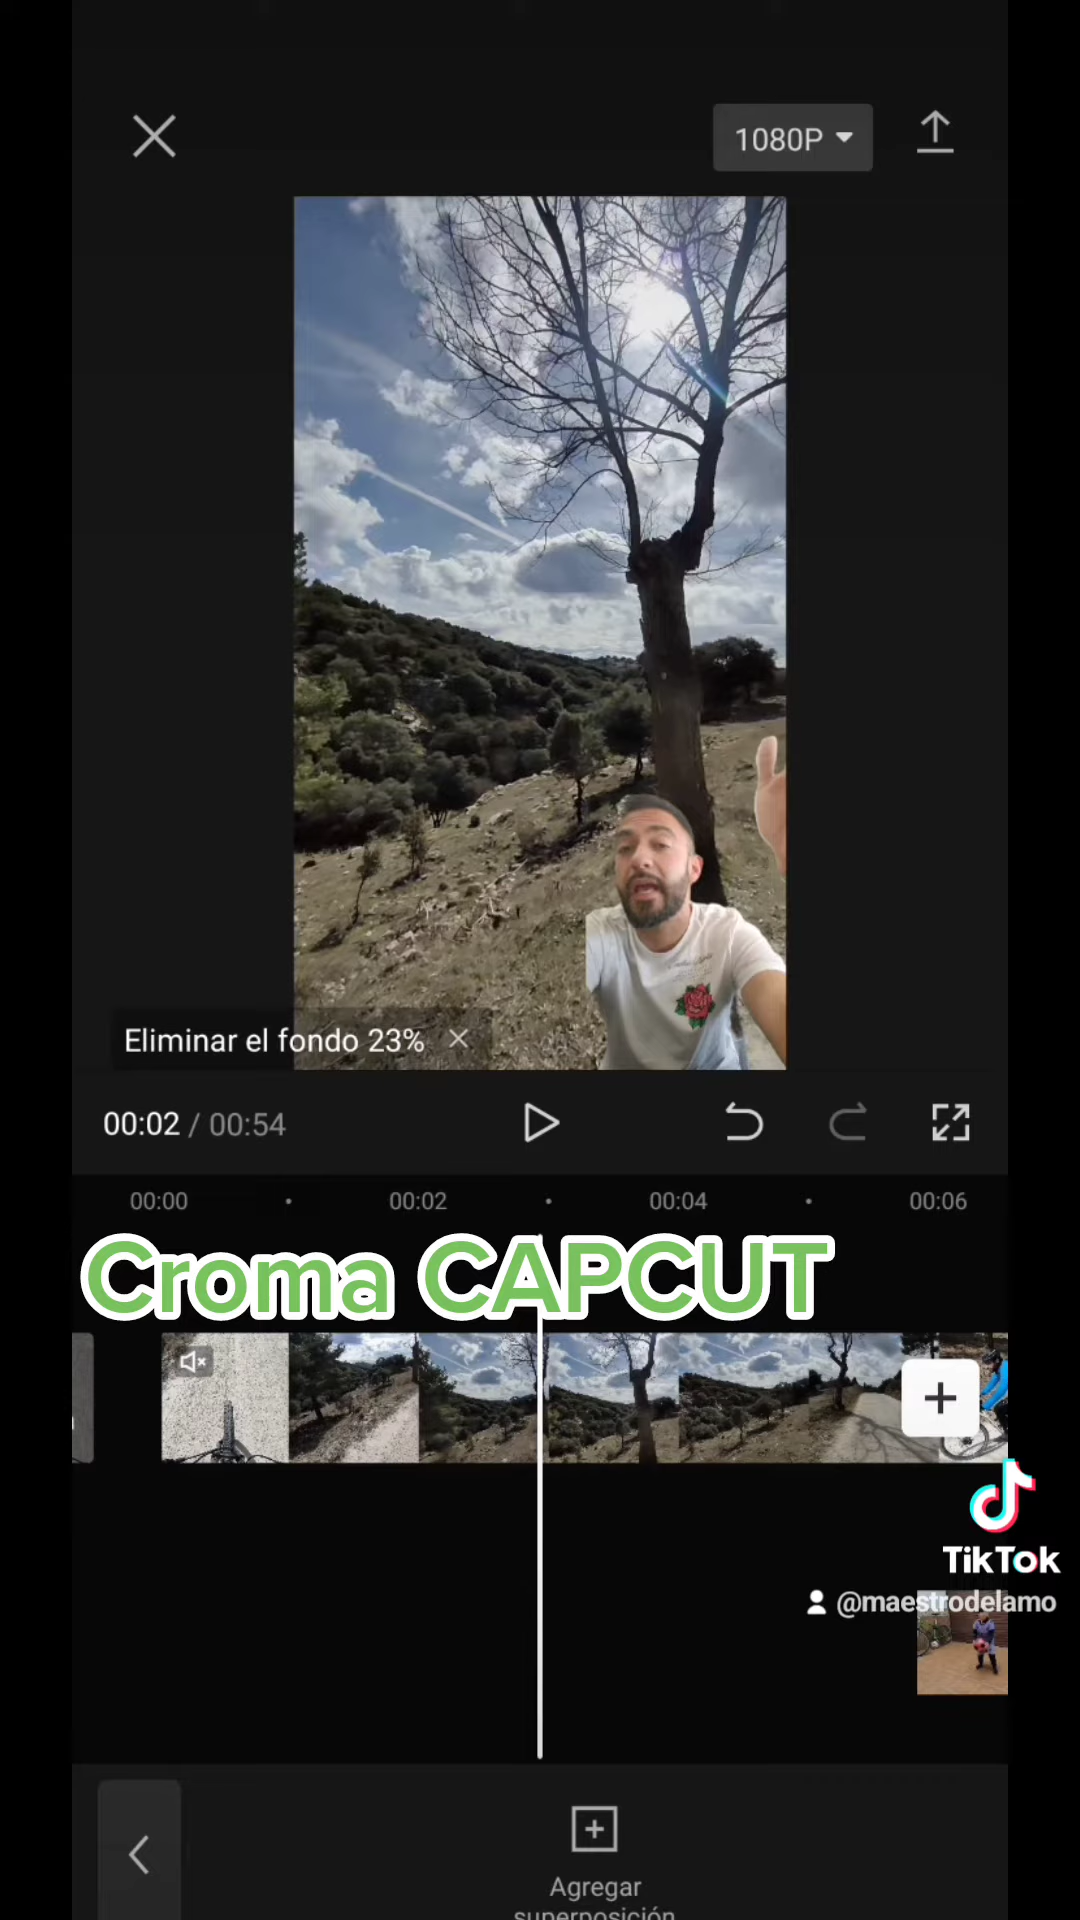 1080P
Eliminar el fondo 23%
00:02 / 00:54
00:00 00:02 00:04 00:06
Croma CAPCUT
TikTok
@maestrodelamo
Agregar
superposición